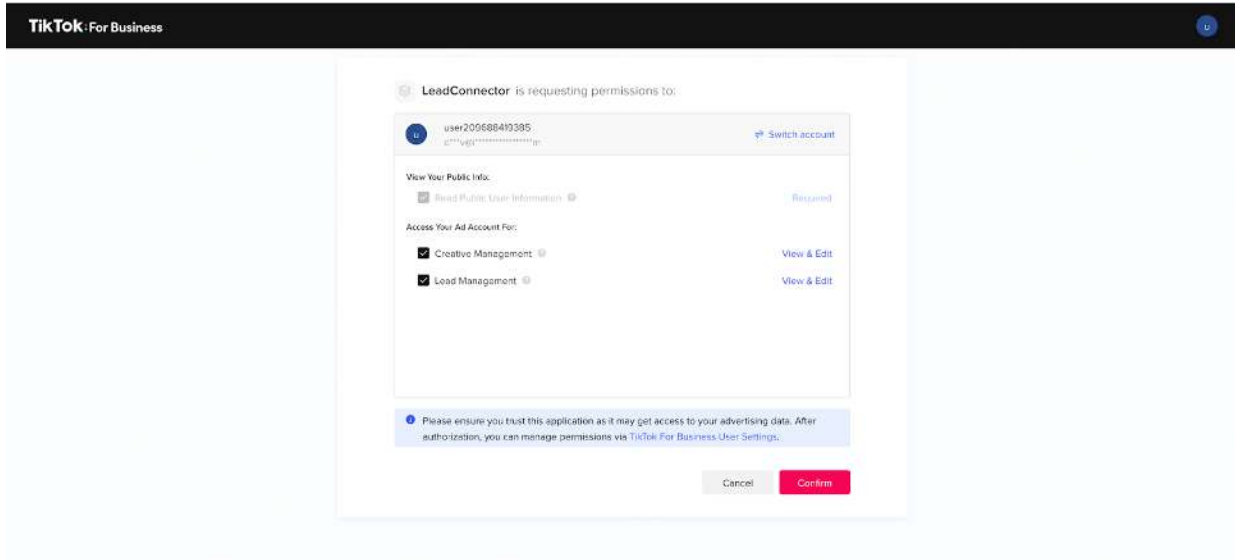 TikTok: For Business
U
LeadConnector is requesting permissions to:
U
user209688419385
Switch account
View Your Public Info:
Read Public User Information
Required
Access Your Ad Account For:
Creative Management
View & Edit
Lead Management
View & Edit
Please ensure you trust this application as it may get access to your advertising data. After
authorization, you can manage permissions via TikTok For Business User Settings.
Cancel
Confirm